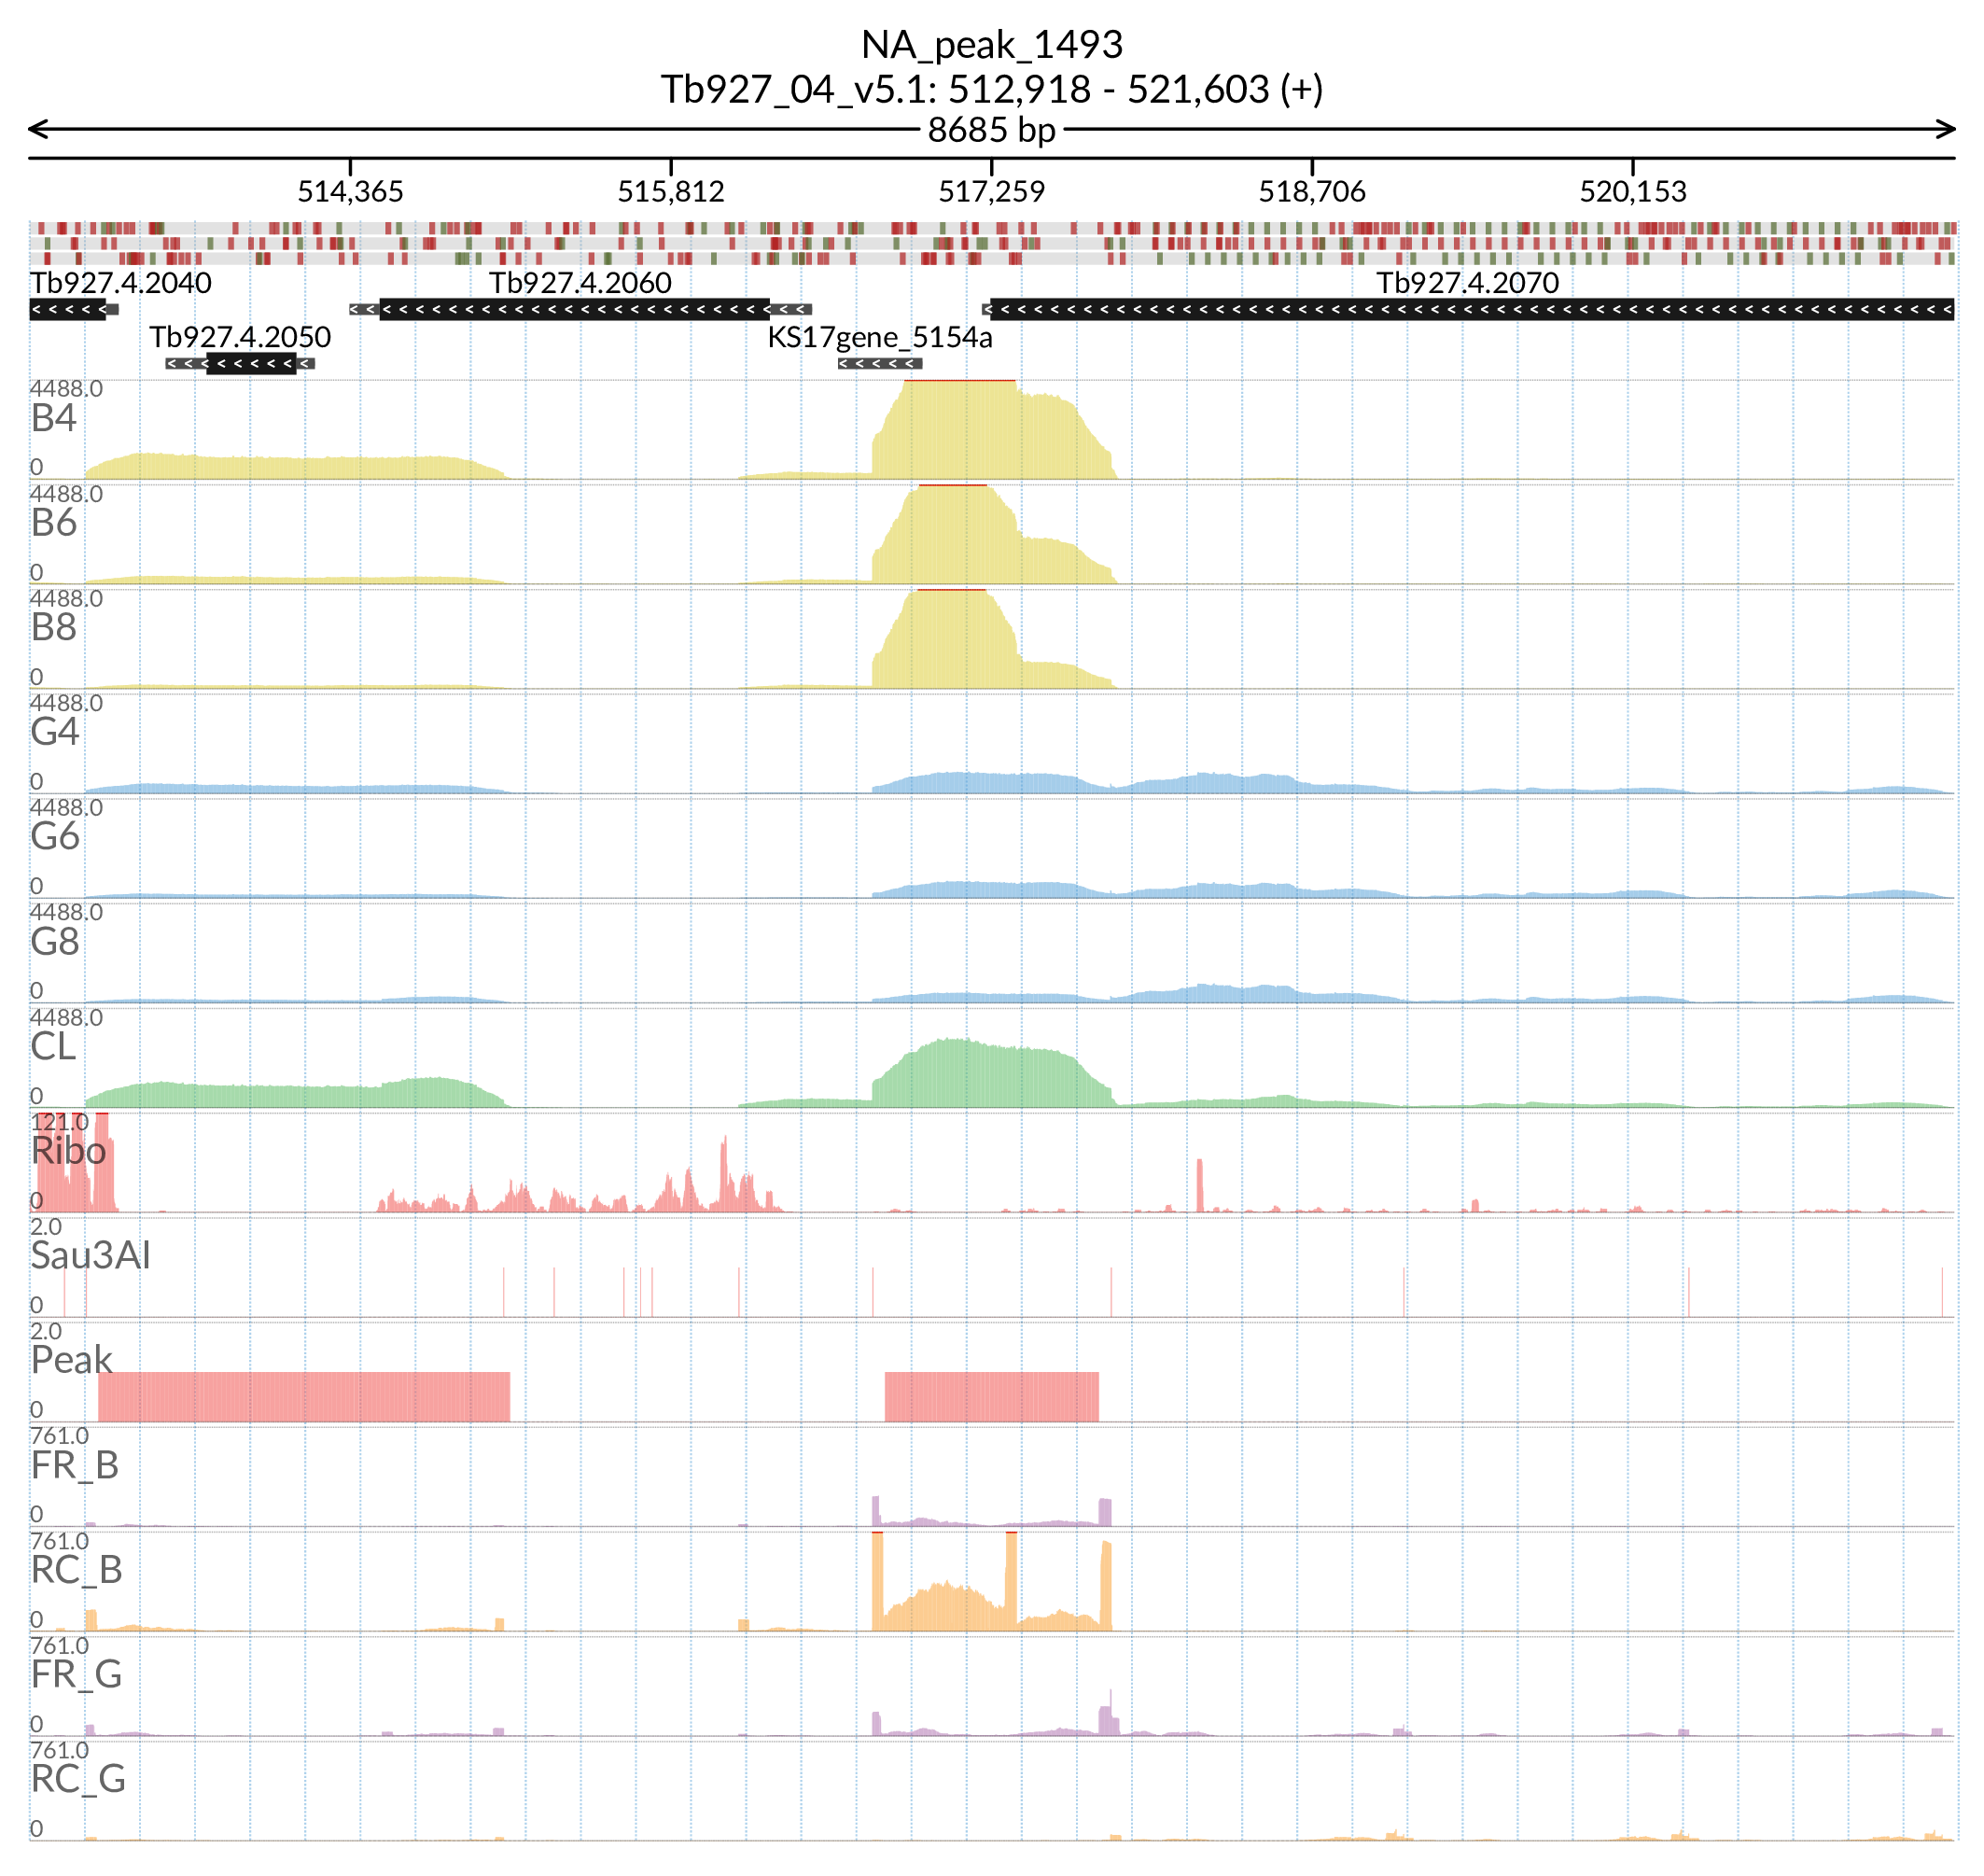 NA_peak_1493
Tb927_04_v5.1: 512,918 - 521,603 (+)
8685 bp
514,365 515,812 517,259 518,706 520,153
Tb927.4.2040 Tb927.4.2060 Tb927.4.2070
Tb927.4.2050 KS17gene_5154a
4488.0
B4
0
4488.0
B6
0
4488.0
B8
0
4488.0
G4
0
4488.0
G6
0
4488.0
G8
0
4488.0
CL
0
121.0
Ribo
0
2.0
Sau3AI
0
2.0
Peak
0
761.0
FR_B
0
761.0
RC_B
0
761.0
FR_G
0
761.0
RC_G
0